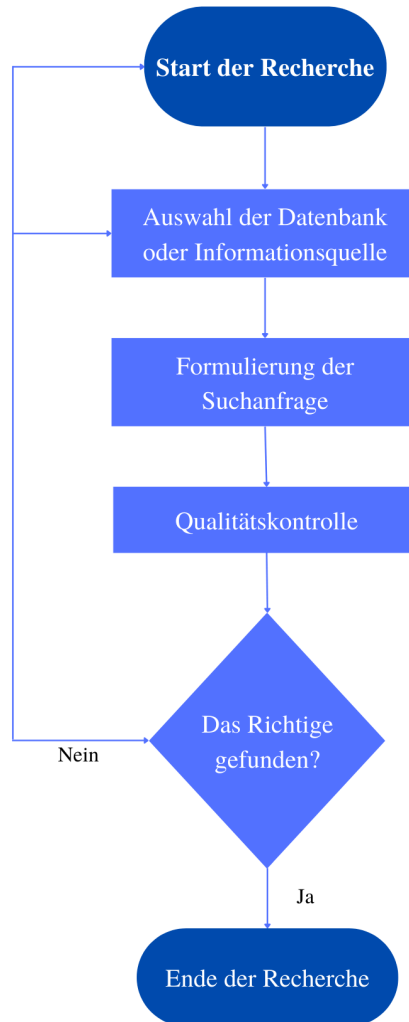 Start der Recherche
Auswahl der Datenbank
oder Informationsquelle
Formulierung der
Suchanfrage
Qualitätskontrolle
Das Richtige
gefunden?
Nein
Ja
Ende der Recherche